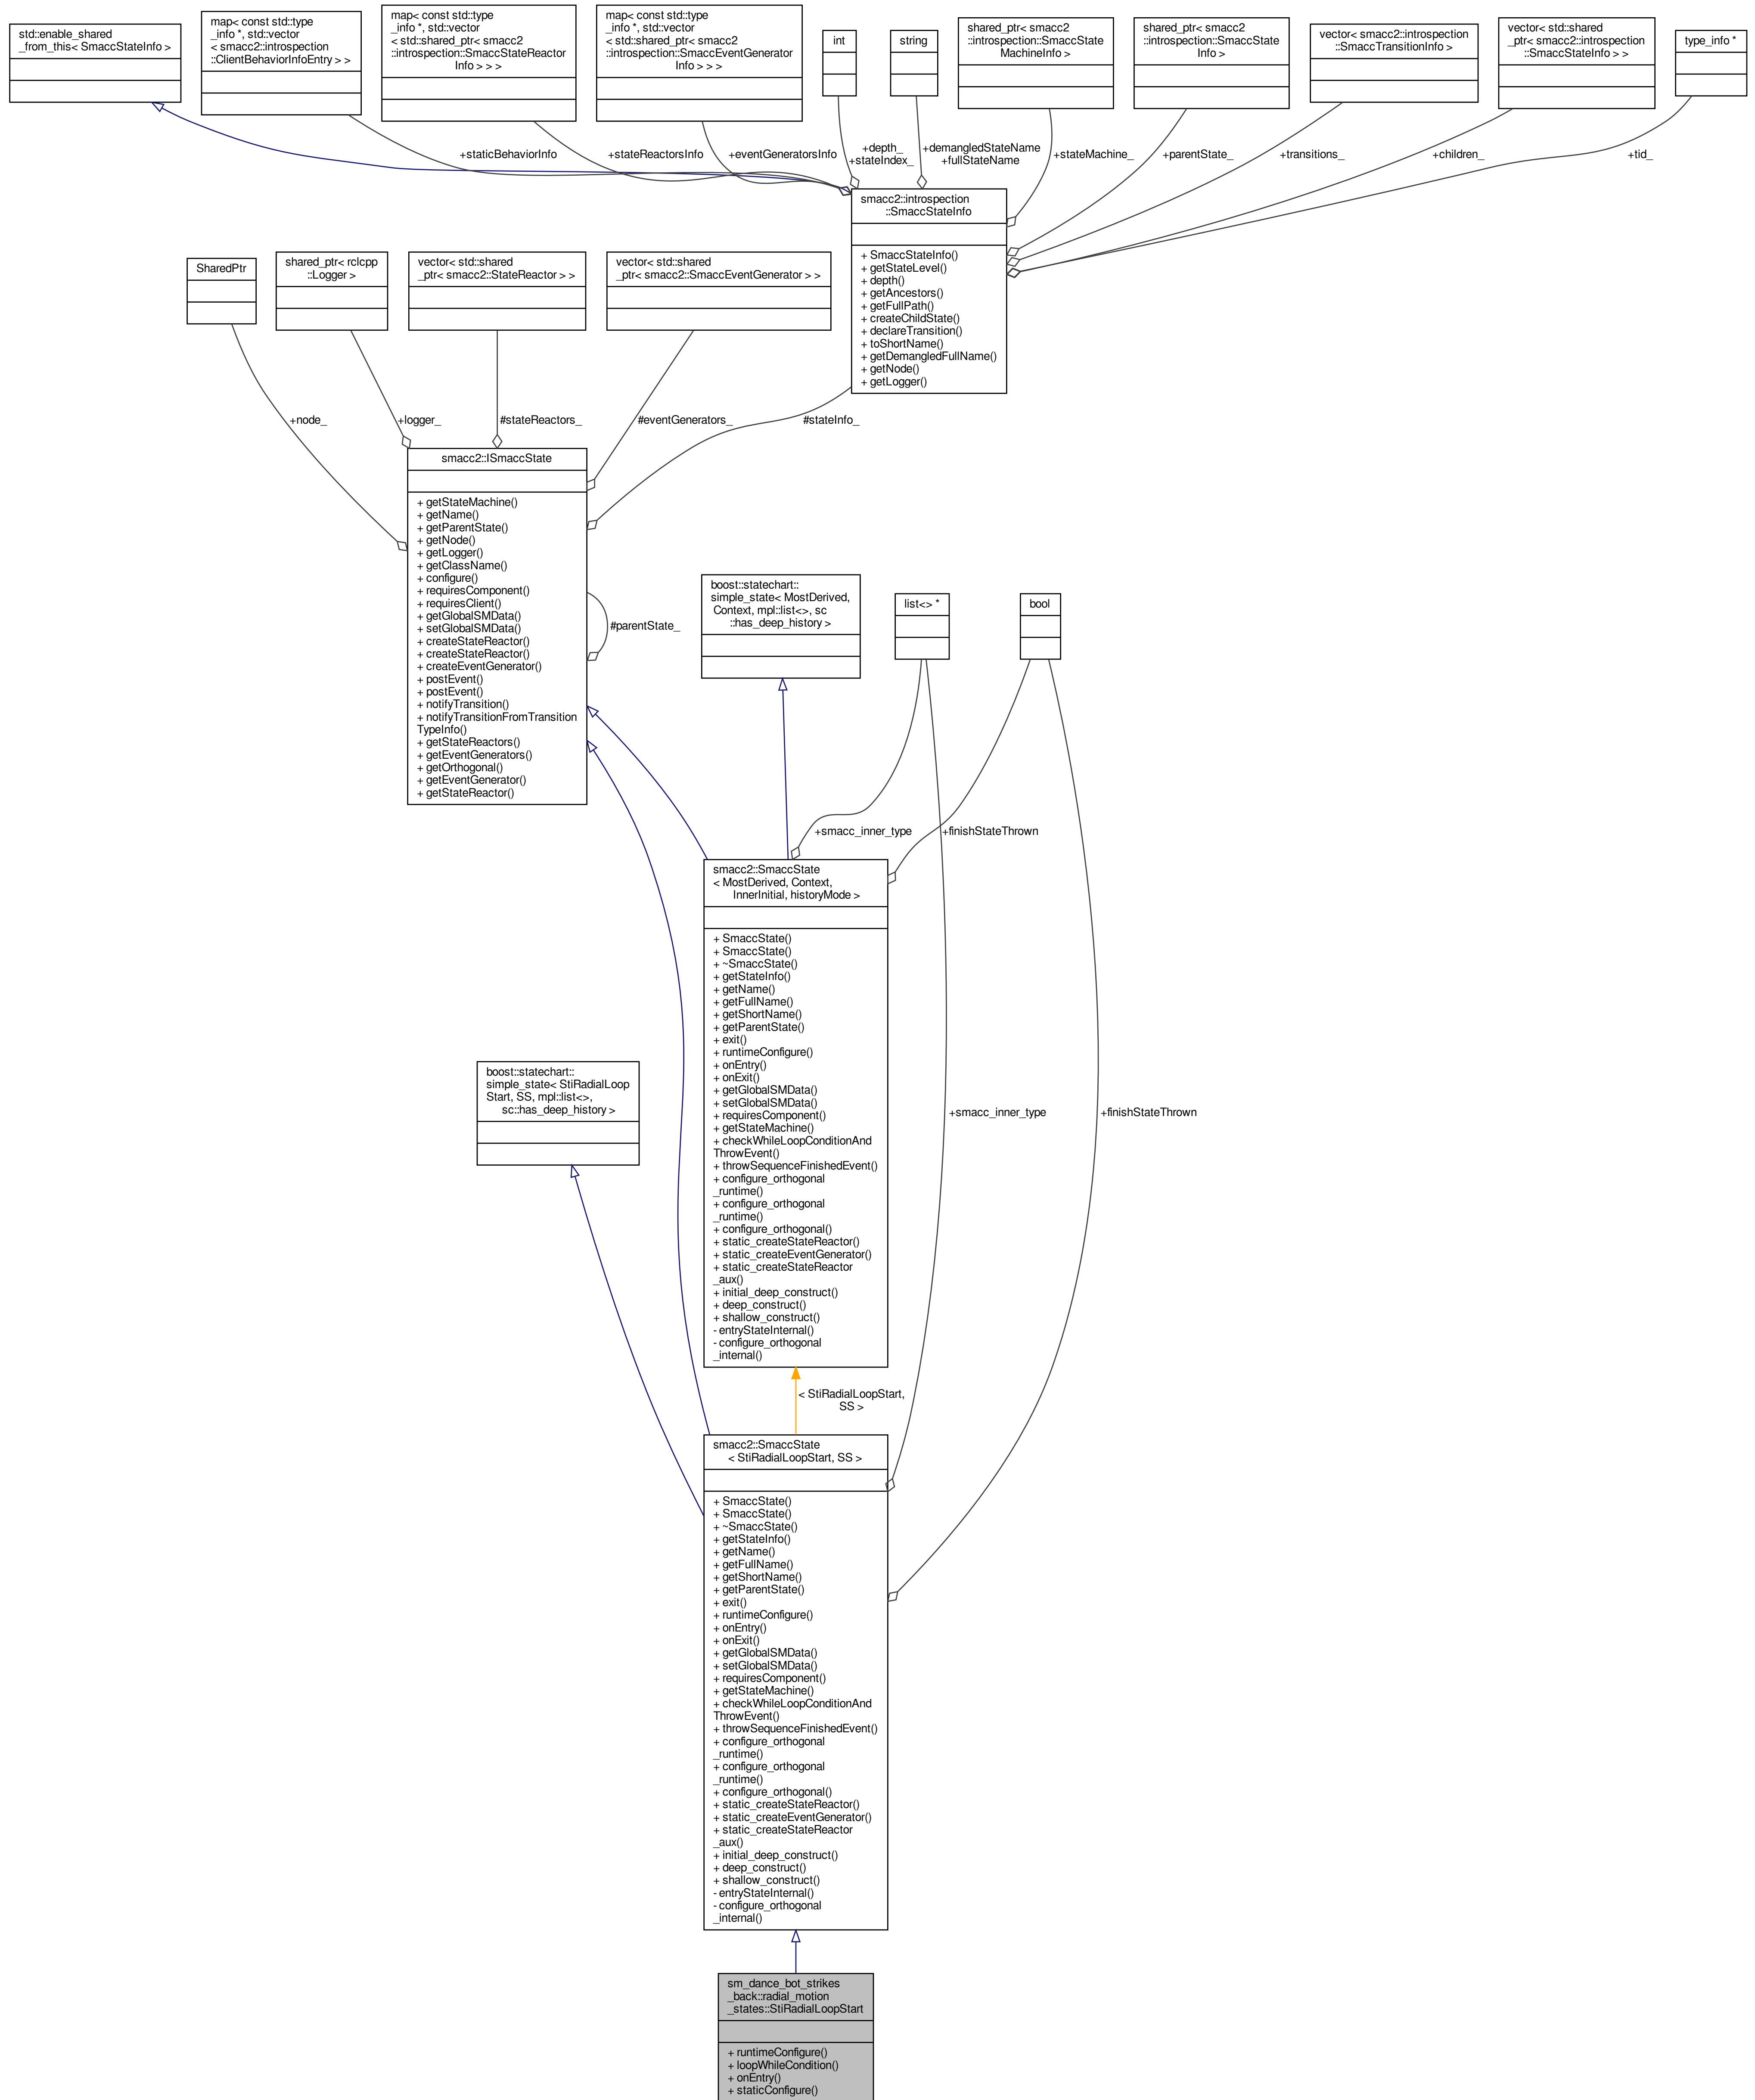 std::enable_shared
_from_this< SmaccStateInfo >
map< const std::type
_info *, std::vector
< smacc2::introspection
::ClientBehaviorInfoEntry > >
map< const std::type
_info *, std::vector
< std::shared_ptr< smacc2
::introspection::SmaccStateReactor
Info > > >
map< const std::type
_info *, std::vector
< std::shared_ptr< smacc2
::introspection::SmaccEventGenerator
Info > > >
int
string
shared_ptr< smacc2
::introspection::SmaccState
MachineInfo >
shared_ptr< smacc2
::introspection::SmaccState
Info >
vector< smacc2::introspection
::SmaccTransitionInfo >
vector< std::shared
_ptr< smacc2::introspection
::SmaccStateInfo > >
type_info *
+staticBehaviorInfo
+stateReactorsInfo
+eventGeneratorsInfo
+depth_
+stateIndex_
+demangledStateName
+fullStateName
+stateMachine_
+parentState_
+transitions_
+children_
+tid_
smacc2::introspection
::SmaccStateInfo
+ SmaccStateInfo()
+ getStateLevel()
+ depth()
+ getAncestors()
+ getFullPath()
+ createChildState()
+ declareTransition()
+ toShortName()
+ getDemangledFullName()
+ getNode()
+ getLogger()
SharedPtr
shared_ptr< rclcpp
::Logger >
vector< std::shared
_ptr< smacc2::StateReactor > >
vector< std::shared
_ptr< smacc2::SmaccEventGenerator > >
+node_
+logger_
#stateReactors_
#eventGenerators_
#stateInfo_
smacc2::ISmaccState
+ getStateMachine()
+ getName()
+ getParentState()
+ getNode()
+ getLogger()
+ getClassName()
+ configure()
+ requiresComponent()
+ requiresClient()
+ getGlobalSMData()
+ setGlobalSMData()
+ createStateReactor()
+ createStateReactor()
+ createEventGenerator()
+ postEvent()
+ postEvent()
+ notifyTransition()
+ notifyTransitionFromTransition
TypeInfo()
+ getStateReactors()
+ getEventGenerators()
+ getOrthogonal()
+ getEventGenerator()
+ getStateReactor()
#parentState_
boost::statechart::
simple_state< MostDerived,
Context, mpl::list<>, sc
::has_deep_history >
list<> *
bool
+smacc_inner_type
+finishStateThrown
smacc2::SmaccState
< MostDerived, Context,
InnerInitial, historyMode >
+ SmaccState()
+ SmaccState()
+ ~SmaccState()
+ getStateInfo()
+ getName()
+ getFullName()
+ getShortName()
+ getParentState()
+ exit()
+ runtimeConfigure()
+ onEntry()
+ onExit()
+ getGlobalSMData()
+ setGlobalSMData()
+ requiresComponent()
+ getStateMachine()
+ checkWhileLoopConditionAnd
ThrowEvent()
+ throwSequenceFinishedEvent()
+ configure_orthogonal
_runtime()
+ configure_orthogonal
_runtime()
+ configure_orthogonal()
+ static_createStateReactor()
+ static_createEventGenerator()
+ static_createStateReactor
_aux()
+ initial_deep_construct()
+ deep_construct()
+ shallow_construct()
- entryStateInternal()
- configure_orthogonal
_internal()
boost::statechart::
simple_state< StiRadialLoop
Start, SS, mpl::list<>,
sc::has_deep_history >
+smacc_inner_type
+finishStateThrown
< StiRadialLoopStart,
SS >
smacc2::SmaccState
< StiRadialLoopStart, SS >
+ SmaccState()
+ SmaccState()
+ ~SmaccState()
+ getStateInfo()
+ getName()
+ getFullName()
+ getShortName()
+ getParentState()
+ exit()
+ runtimeConfigure()
+ onEntry()
+ onExit()
+ getGlobalSMData()
+ setGlobalSMData()
+ requiresComponent()
+ getStateMachine()
+ checkWhileLoopConditionAnd
ThrowEvent()
+ throwSequenceFinishedEvent()
+ configure_orthogonal
_runtime()
+ configure_orthogonal
_runtime()
+ configure_orthogonal()
+ static_createStateReactor()
+ static_createEventGenerator()
+ static_createStateReactor
_aux()
+ initial_deep_construct()
+ deep_construct()
+ shallow_construct()
- entryStateInternal()
- configure_orthogonal
_internal()
sm_dance_bot_strikes
_back::radial_motion
_states::StiRadialLoopStart
+ runtimeConfigure()
+ loopWhileCondition()
+ onEntry()
+ staticConfigure()